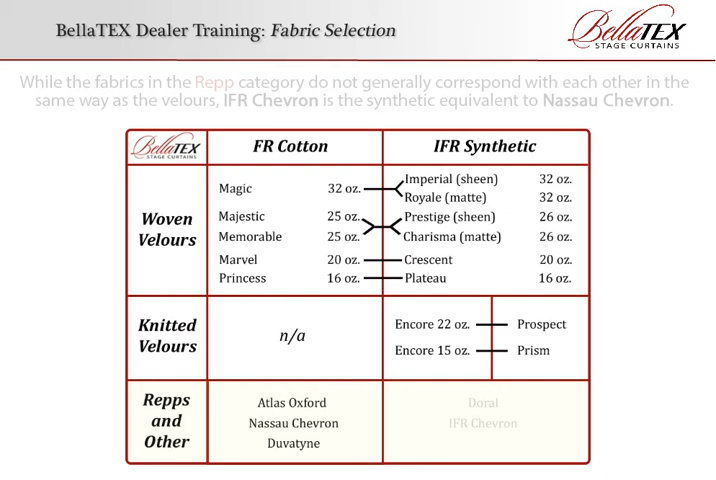 BellaTEX Dealer Training: Fabric Selection
BellaTEX
STAGE CURTAINS
While the fabrics in the Repp category do not generally correspond with each other in the
same way as the velours, IFR Chevron is the synthetic equivalent to Nassau Chevron.
BellaTEX
STAGE CURTAINS
FR Cotton
IFR Synthetic
Woven
Velours
Magic 32 oz.
Imperial (sheen) 32 oz.
Royale (matte) 32 oz.
Majestic 25 oz.
Prestige (sheen) 26 oz.
Memorable 25 oz.
Charisma (matte) 26 oz.
Marvel 20 oz.
Crescent 20 oz.
Princess 16 oz.
Plateau 16 oz.
Knitted
Velours
n/a
Encore 22 oz. Prospect
Encore 15 oz. Prism
Repps
and
Other
Atlas Oxford
Nassau Chevron
Duvatyne
Doral
IFR Chevron